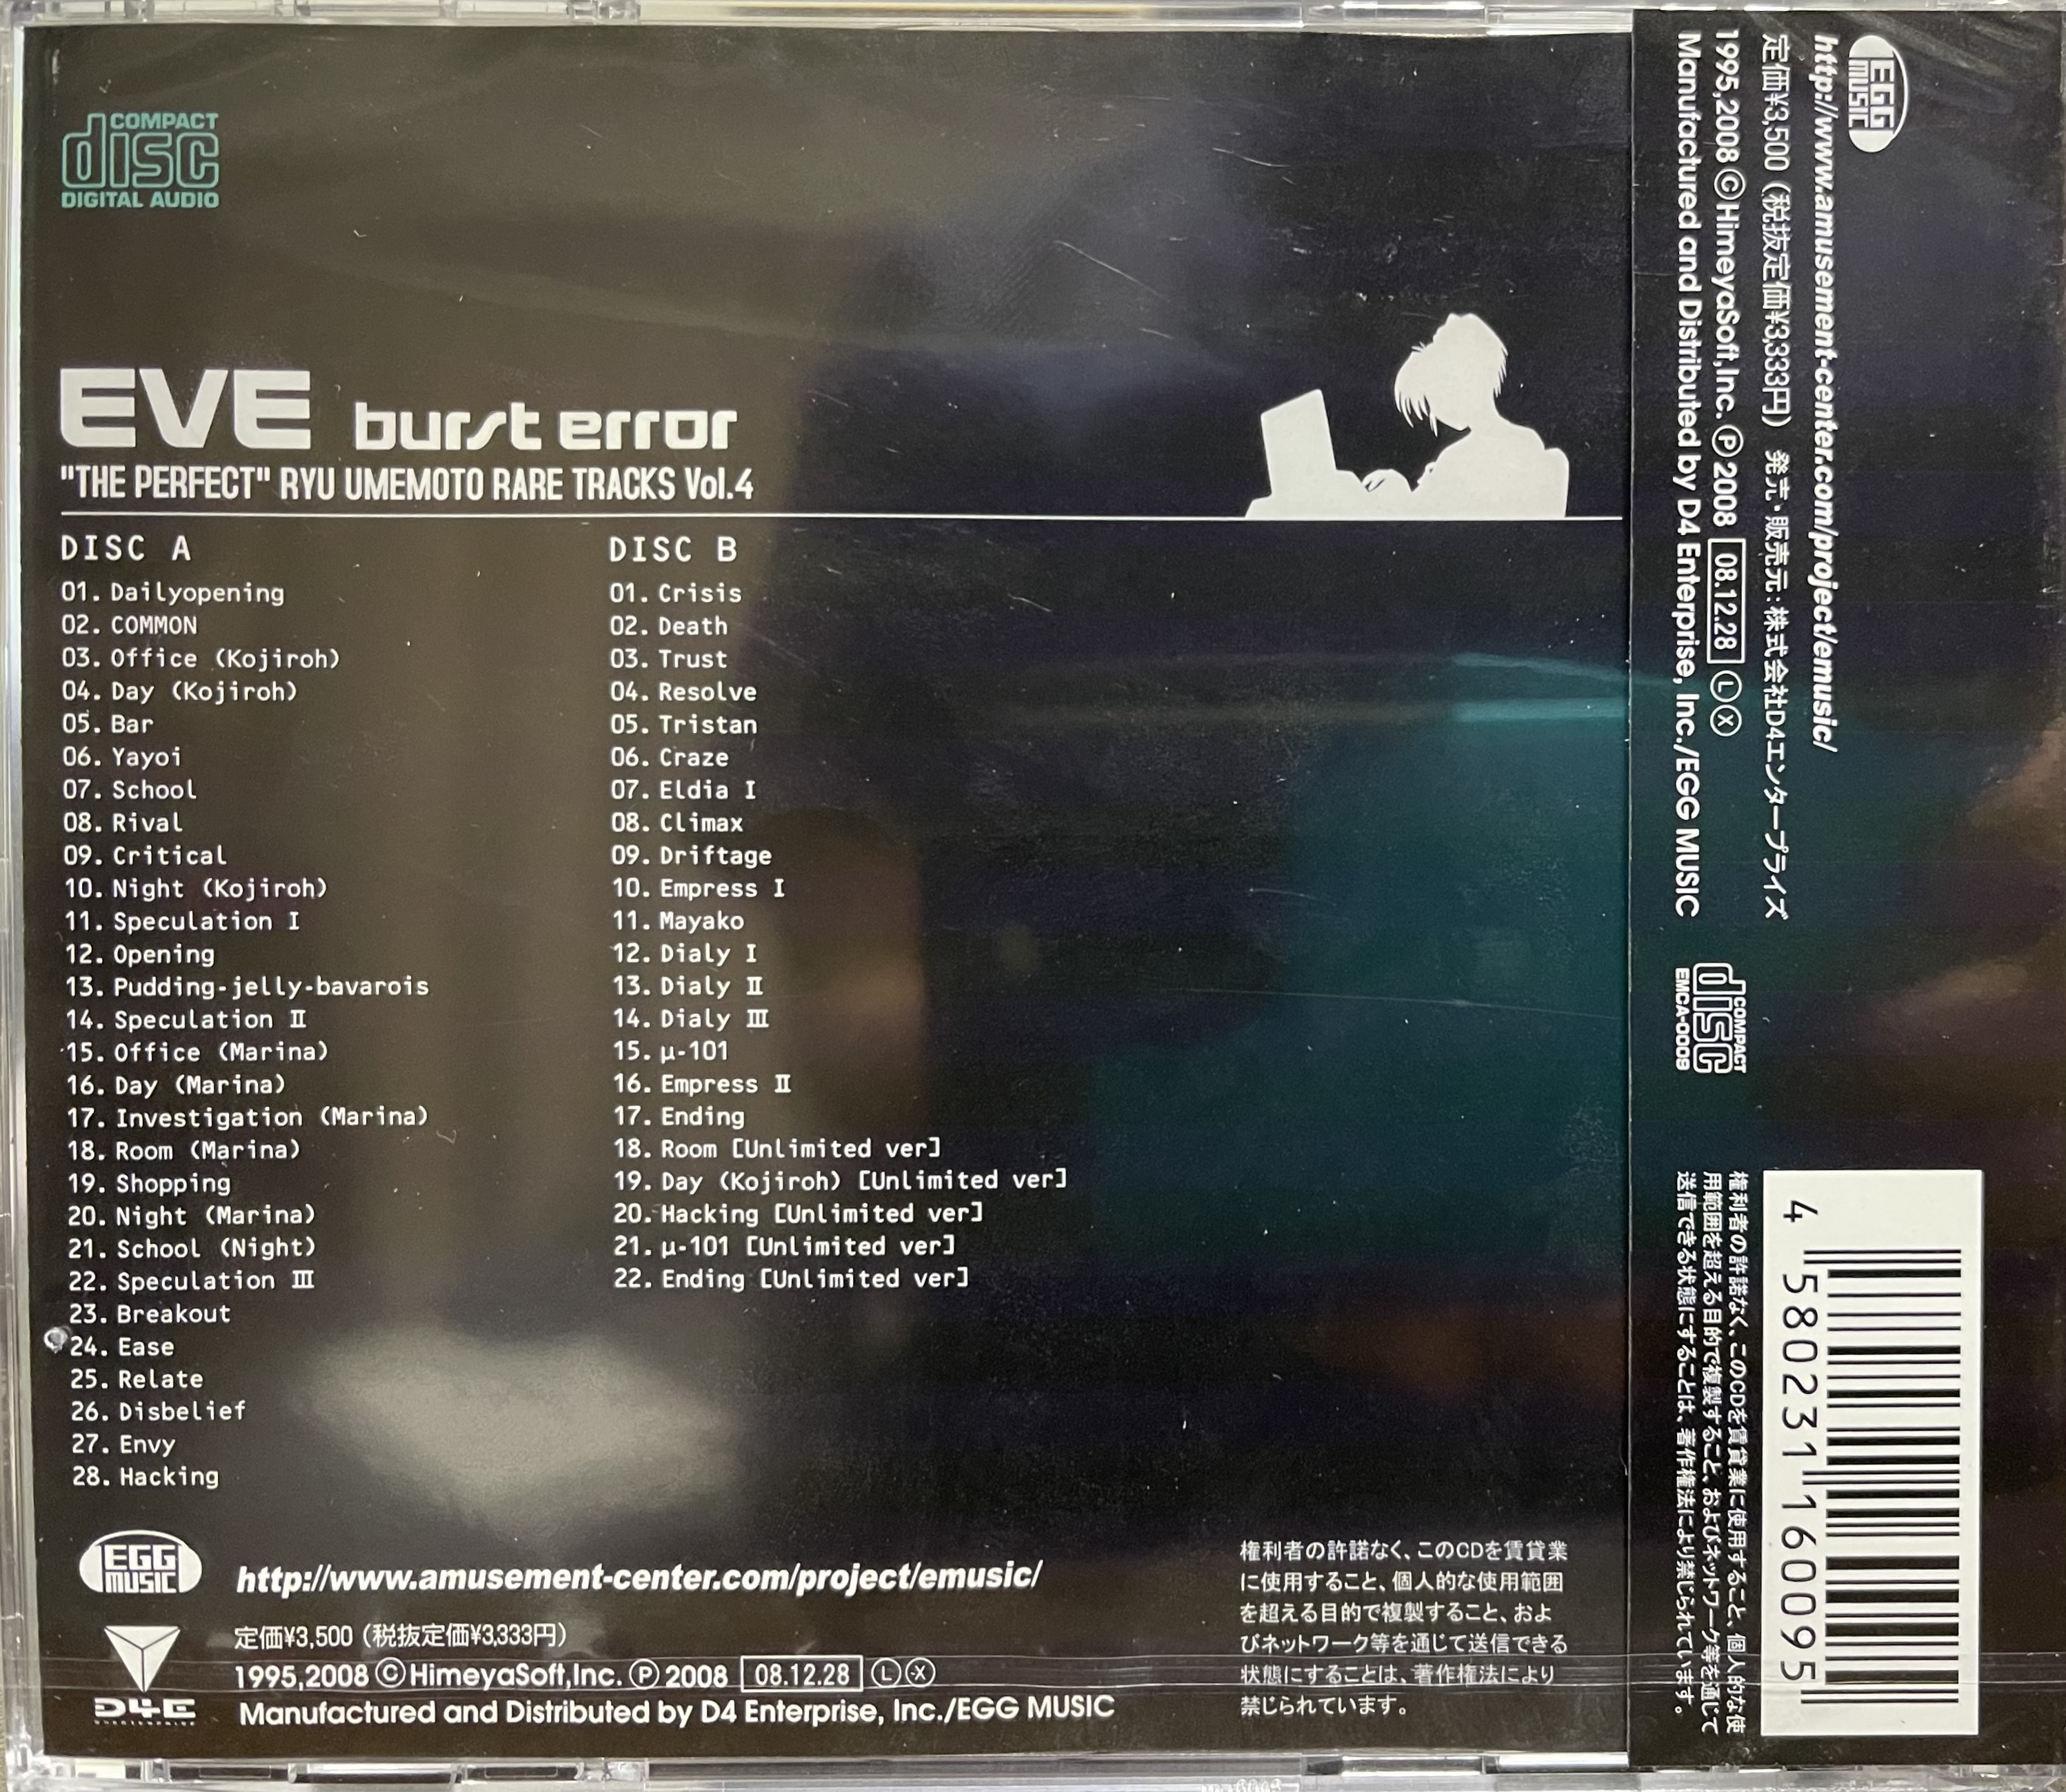 COMPACT
disc
DIGITAL AUDIO
EVE burst error
"THE PERFECT" RYU UMEMOTO RARE TRACKS Vol.4
DISC A
01. Dailyopening
02. COMMON
03. Office (Kojiroh)
04. Day (Kojiroh)
05. Bar
06. Yayoi
07. School
08. Rival
09. Critical
10. Night (Kojiroh)
11. Speculation I
12. Opening
13. Pudding-jelly-bavarois
14. Speculation Ⅱ
15. Office (Marina)
16. Day (Marina)
17. Investigation (Marina)
18. Room (Marina)
19. Shopping
20. Night (Marina)
21. School (Night)
22. Speculation Ⅲ
23. Breakout
24. Ease
25. Relate
26. Disbelief
27. Envy
28. Hacking
DISC B
01. Crisis
02. Death
03. Trust
04. Resolve
05. Tristan
06. Craze
07. Eldia I
08. Climax
09. Driftage
10. Empress I
11. Mayako
12. Dialy I
13. Dialy Ⅱ
14. Dialy Ⅲ
15. μ-101
16. Empress Ⅱ
17. Ending
18. Room [Unlimited ver]
19. Day (Kojiroh) [Unlimited ver]
20. Hacking [Unlimited ver]
21. μ-101 [Unlimited ver]
22. Ending [Unlimited ver]
EGG
MUSIC
http://www.amusement-center.com/project/emusic/
D4E
定価¥3,500（税抜定価¥3,333円）
1995,2008 Ⓒ HimeyaSoft,Inc. Ⓟ 2008 08.12.28 Ⓛ Ⓧ
Manufactured and Distributed by D4 Enterprise, Inc./EGG MUSIC
権利者の許諾なく、このCDを賃貸業
に使用すること、個人的な使用範囲
を超える目的で複製すること、およ
びネットワーク等を通じて送信できる
状態にすることは、著作権法により
禁じられています。
EGG
MUSIC
http://www.amusement-center.com/project/emusic/
定価¥3,500（税抜定価¥3,333円） 発売・販売元：株式会社D4エンタープライズ
1995,2008 Ⓒ HimeyaSoft,Inc. Ⓟ 2008 08.12.28 Ⓛ Ⓧ
Manufactured and Distributed by D4 Enterprise, Inc./EGG MUSIC
COMPACT
disc
EMCA-0009
権利者の許諾なく、このCDを賃貸業に使用すること、個人的な使
用範囲を超える目的で複製すること、およびネットワーク等を通じて
送信できる状態にすることは、著作権法により禁じられています。
4 580231 160095